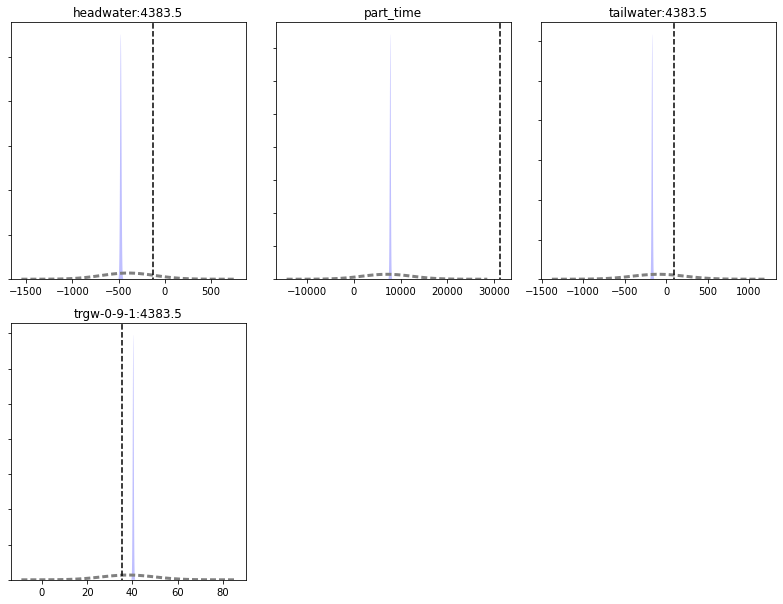 headwater:4383.5
−1500 −1000 −500 0 500
part_time
−10000 0 10000 20000 30000
tailwater:4383.5
−1500 −1000 −500 0 500 1000
trgw-0-9-1:4383.5
0 20 40 60 80